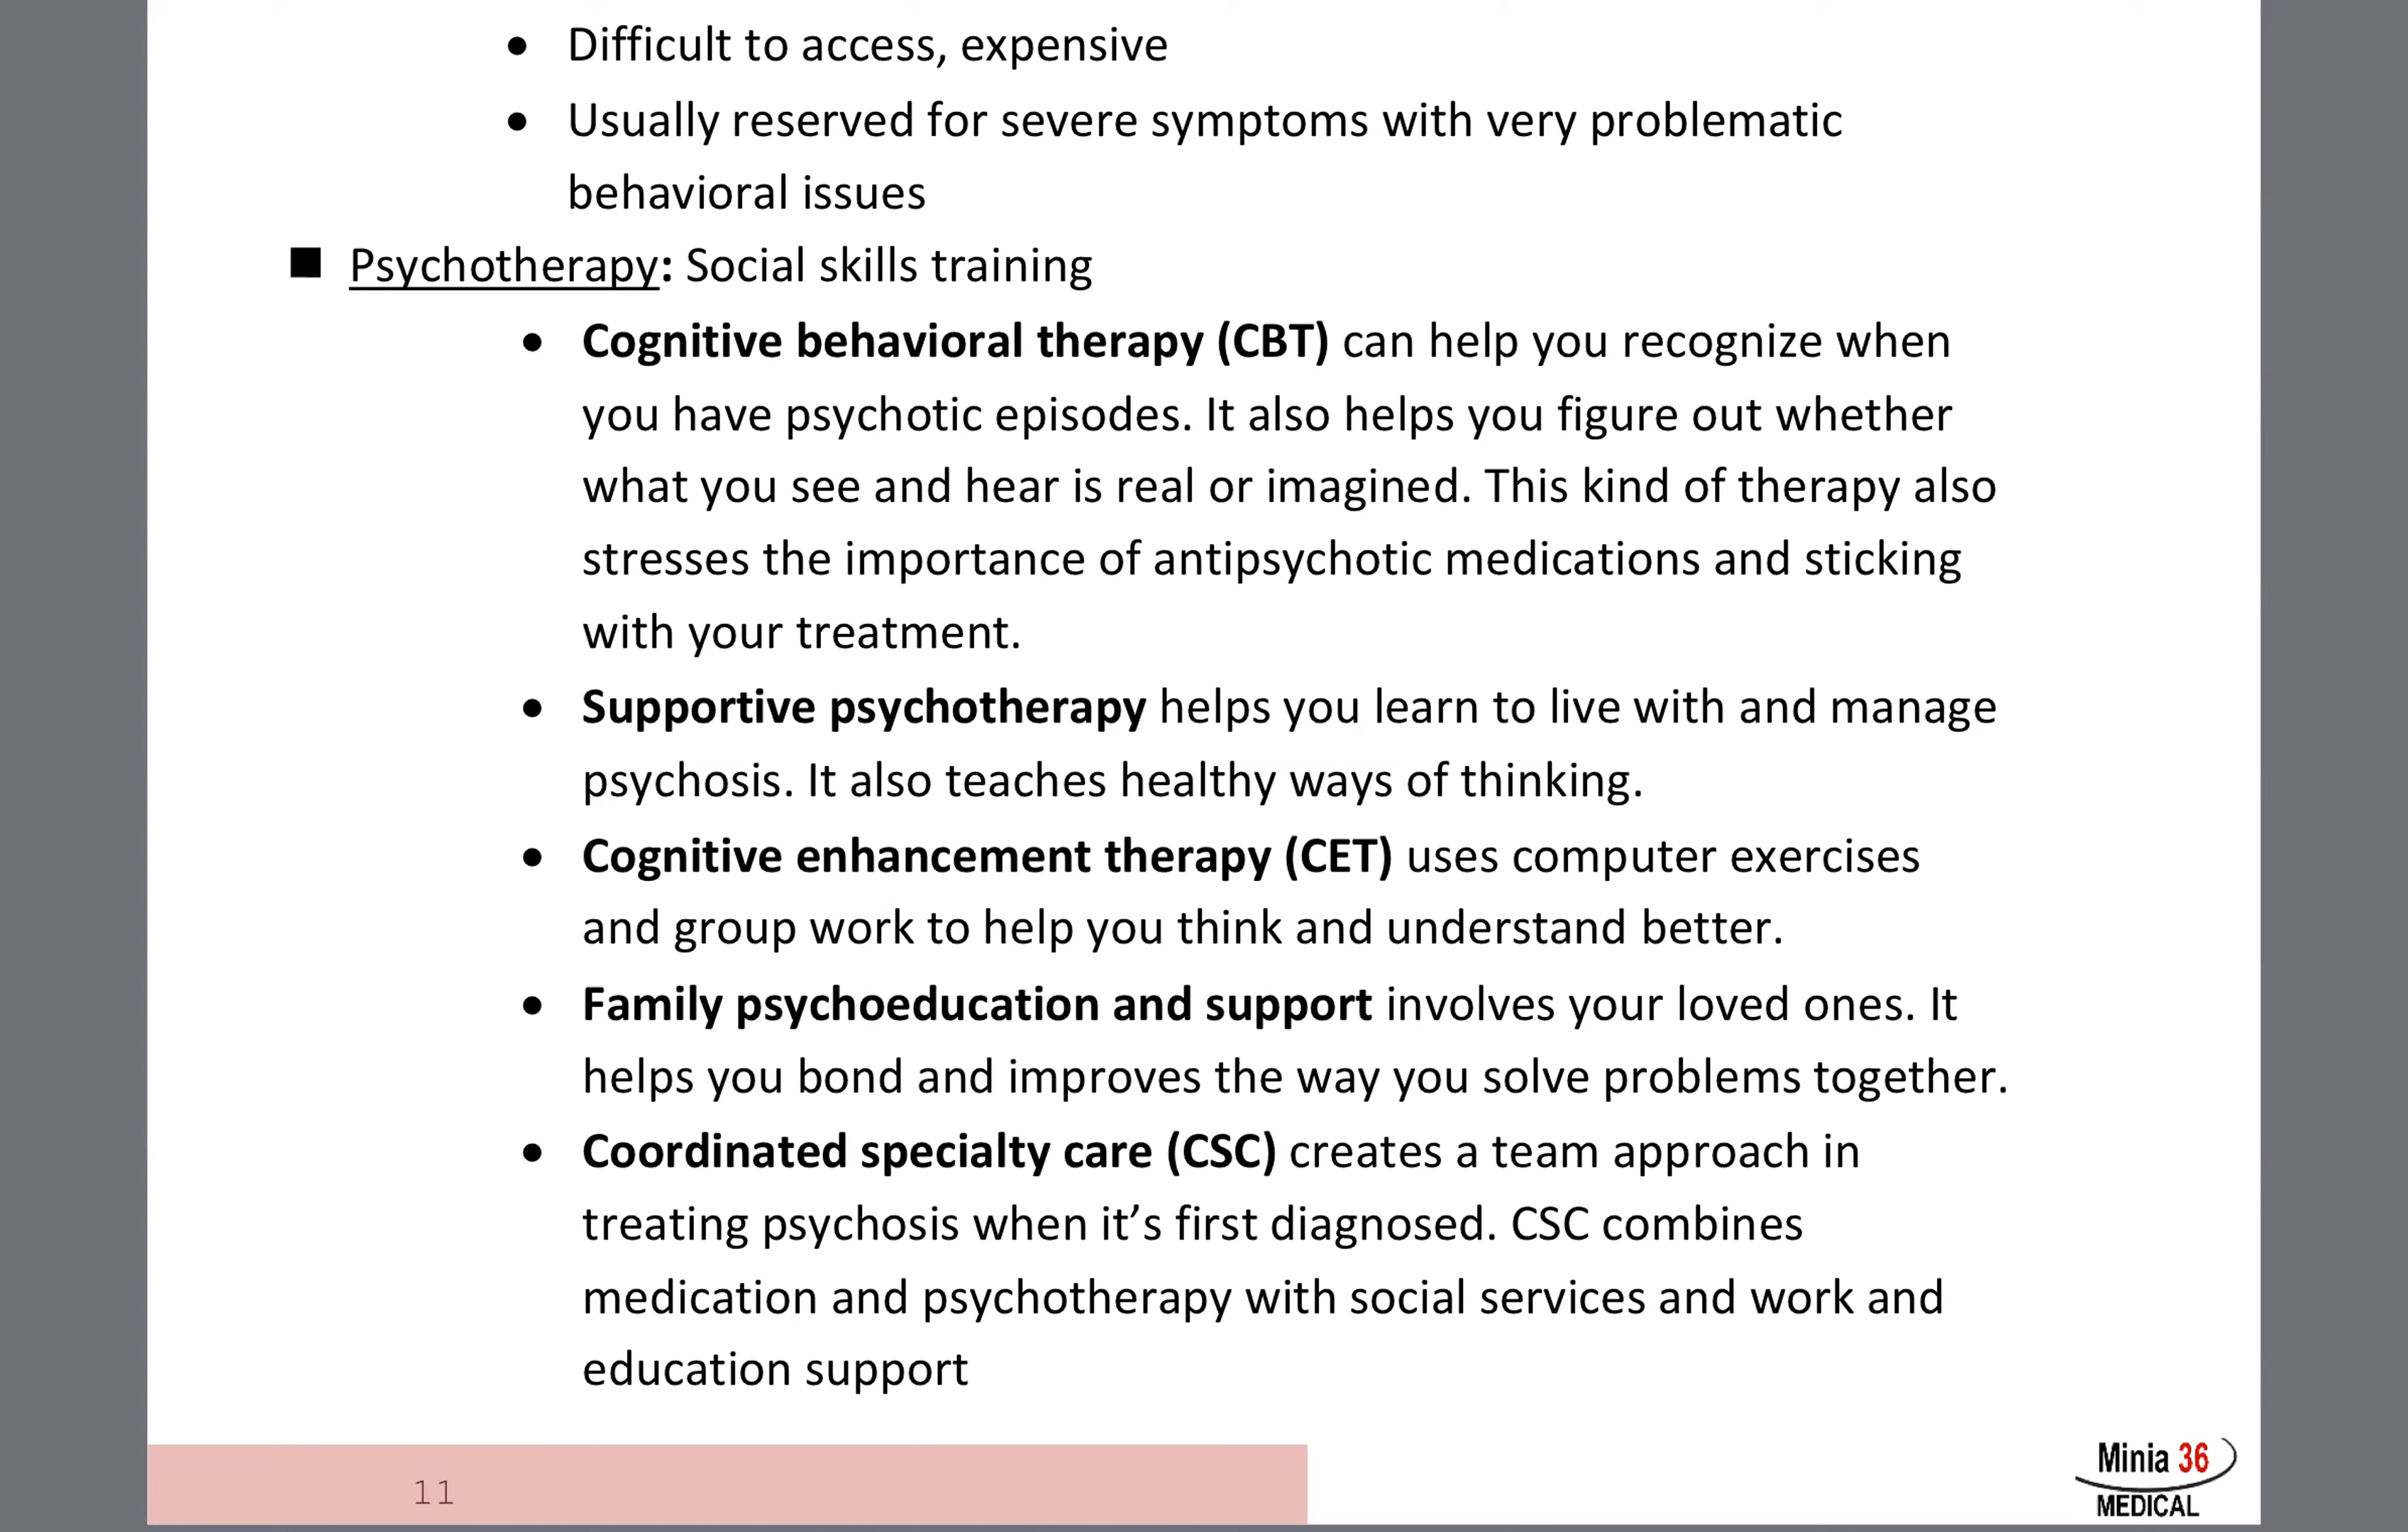 • Difficult to access, expensive
• Usually reserved for severe symptoms with very problematic
behavioral issues
■ Psychotherapy: Social skills training
• Cognitive behavioral therapy (CBT) can help you recognize when
you have psychotic episodes. It also helps you figure out whether
what you see and hear is real or imagined. This kind of therapy also
stresses the importance of antipsychotic medications and sticking
with your treatment.
• Supportive psychotherapy helps you learn to live with and manage
psychosis. It also teaches healthy ways of thinking.
• Cognitive enhancement therapy (CET) uses computer exercises
and group work to help you think and understand better.
• Family psychoeducation and support involves your loved ones. It
helps you bond and improves the way you solve problems together.
• Coordinated specialty care (CSC) creates a team approach in
treating psychosis when it’s first diagnosed. CSC combines
medication and psychotherapy with social services and work and
education support
11
Minia 36
MEDICAL